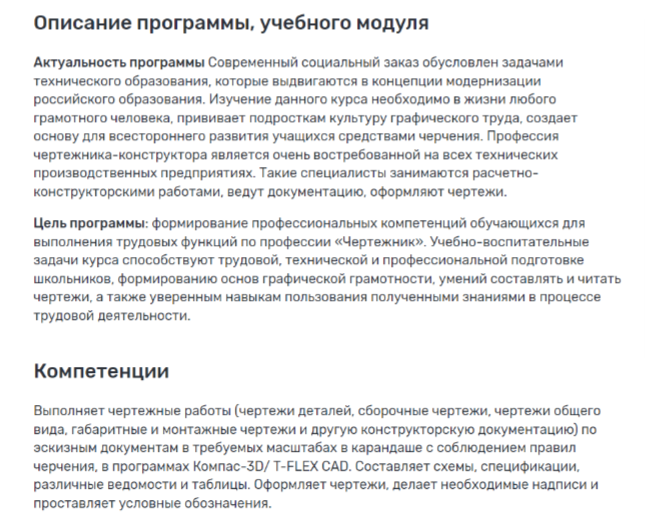 Описание программы, учебного модуля
Актуальность программы Современный социальный заказ обусловлен задачами
технического образования, которые выдвигаются в концепции модернизации
российского образования. Изучение данного курса необходимо в жизни любого
грамотного человека, прививает подросткам культуру графического труда, создает
основу для всестороннего развития учащихся средствами черчения. Профессия
чертежника-конструктора является очень востребованной на всех технических
производственных предприятиях. Такие специалисты занимаются расчетно-
конструкторскими работами, ведут документацию, оформляют чертежи.
Цель программы: формирование профессиональных компетенций обучающихся для
выполнения трудовых функций по профессии «Чертежник». Учебно-воспитательные
задачи курса способствуют трудовой, технической и профессиональной подготовке
школьников, формированию основ графической грамотности, умений составлять и читать
чертежи, а также уверенным навыкам пользования полученными знаниями в процессе
трудовой деятельности.
Компетенции
Выполняет чертежные работы (чертежи деталей, сборочные чертежи, чертежи общего
вида, габаритные и монтажные чертежи и другую конструкторскую документацию) по
эскизным документам в требуемых масштабах в карандаше с соблюдением правил
черчения, в программах Компас-3D/ T-FLEX CAD. Составляет схемы, спецификации,
различные ведомости и таблицы. Оформляет чертежи, делает необходимые надписи и
проставляет условные обозначения.